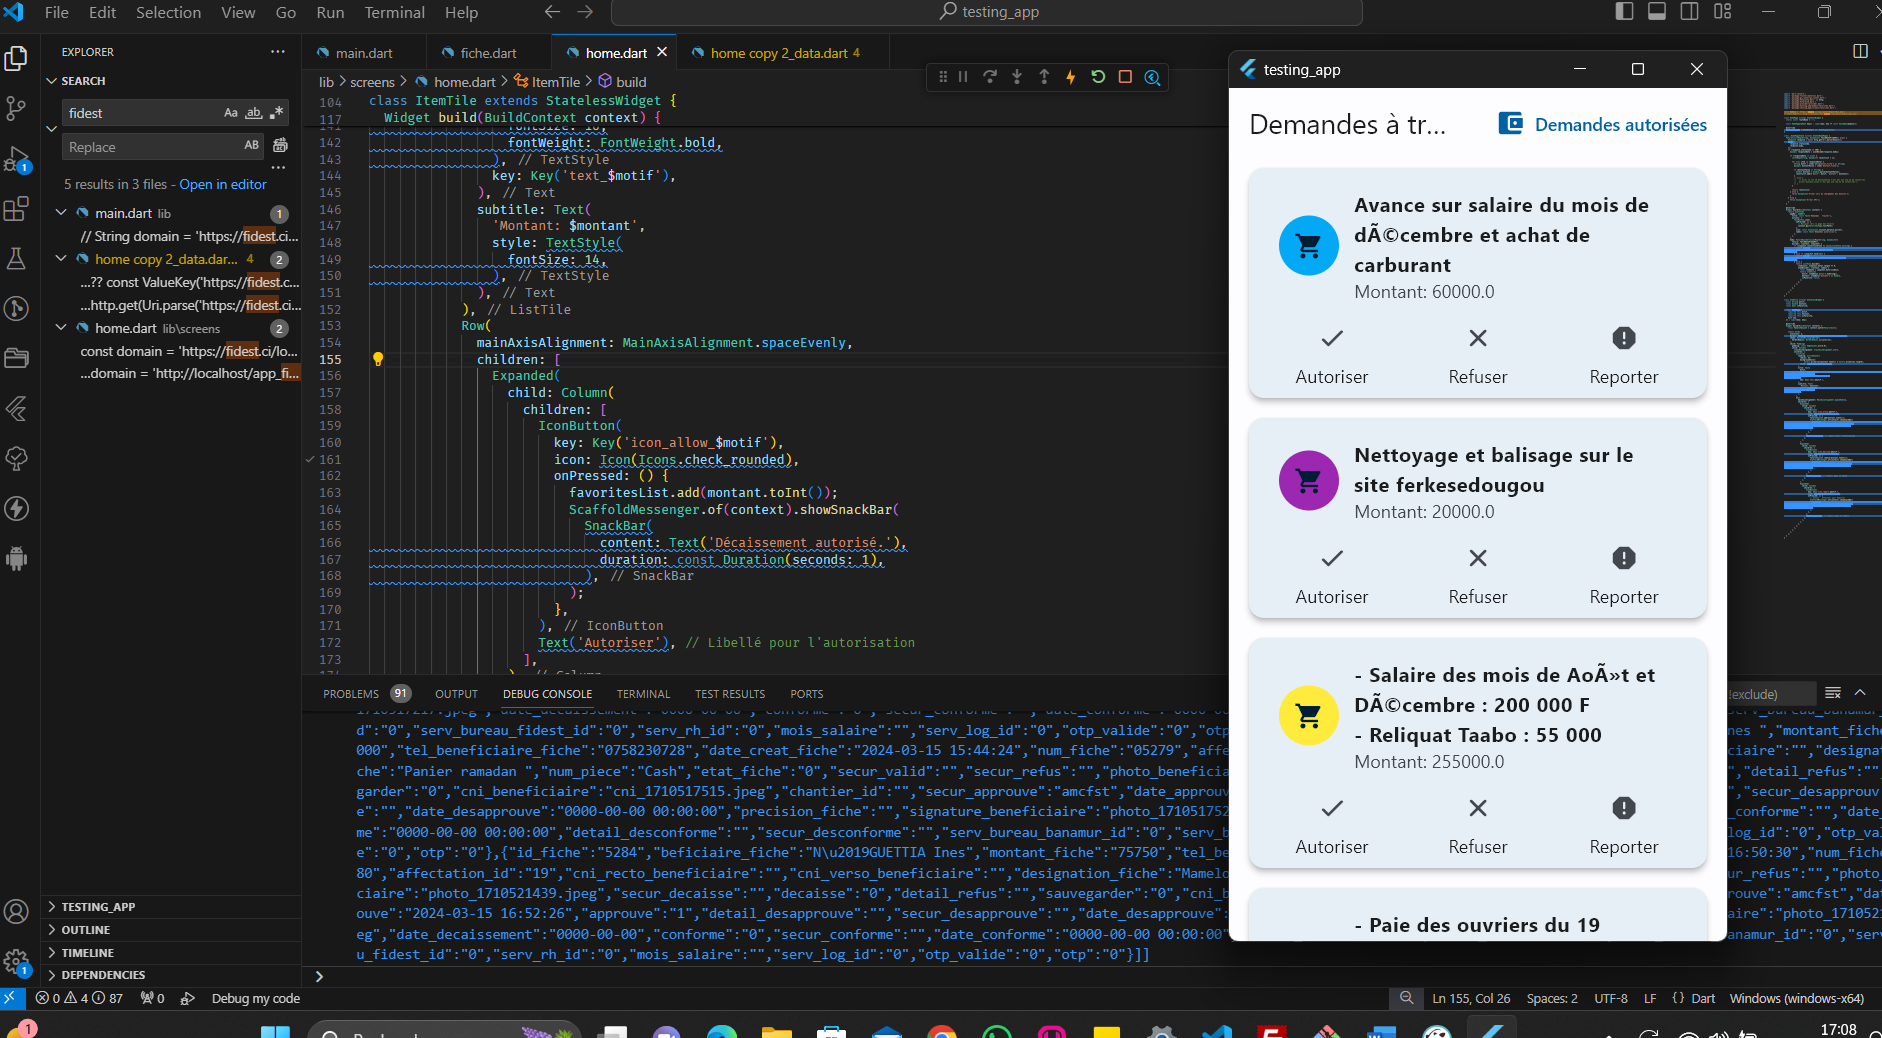 File Edit Selection View Go Run Terminal Help
testing_app
EXPLORER
SEARCH
fidest
Aa ab, .*
Replace
AB
5 results in 3 files - Open in editor
main.dart lib
1
// String domain = 'https://fidest.ci...
home copy 2_data.dar... 4
2
...?? const ValueKey('https://fidest.c...
...http.get(Uri.parse('https://fidest.ci...
home.dart lib\screens
2
const domain = 'https://fidest.ci/lo...
...domain = 'http://localhost/app_fi...
TESTING_APP
OUTLINE
TIMELINE
DEPENDENCIES
main.dart
fiche.dart
home.dart
home copy 2_data.dart 4
lib > screens > home.dart > ItemTile > build
104 class ItemTile extends StatelessWidget {
117 Widget build(BuildContext context) {
142 fontWeight: FontWeight.bold,
143 ), // TextStyle
144 key: Key('text_$motif'),
145 ), // Text
146 subtitle: Text(
147 'Montant: $montant',
148 style: TextStyle(
149 fontSize: 14,
150 ), // TextStyle
151 ), // Text
152 ), // ListTile
153 Row(
154 mainAxisAlignment: MainAxisAlignment.spaceEvenly,
155 children: [
156 Expanded(
157 child: Column(
158 children: [
159 IconButton(
160 key: Key('icon_allow_$motif'),
161 icon: Icon(Icons.check_rounded),
162 onPressed: () {
163 favoritesList.add(montant.toInt());
164 ScaffoldMessenger.of(context).showSnackBar(
165 SnackBar(
166 content: Text('Décaissement autorisé.'),
167 duration: const Duration(seconds: 1),
168 ), // SnackBar
169 );
170 },
171 ), // IconButton
172 Text('Autoriser'), // Libellé pour l'autorisation
173 ],
PROBLEMS 91 OUTPUT DEBUG CONSOLE TERMINAL TEST RESULTS PORTS
!exclude)
d":"0","serv_bureau_fidest_id":"0","serv_rh_id":"0","mois_salaire":"","serv_log_id":"0","otp_valide":"0","otp
000","tel_beneficiaire_fiche":"0758230728","date_creat_fiche":"2024-03-15 15:44:24","num_fiche":"05279","affe
che":"Panier ramadan ","num_piece":"Cash","etat_fiche":"0","secur_valid":"","secur_refus":"","photo_beneficia
garder":"0","cni_beneficiaire":"cni_1710517515.jpeg","chantier_id":"","secur_approuve":"amcfst","date_approuv
e":"","date_desapprouve":"0000-00-00 00:00:00","precision_fiche":"","signature_beneficiaire":"photo_171051752
me":"0000-00-00 00:00:00","detail_desconforme":"","secur_desconforme":"","serv_bureau_banamur_id":"0","serv_b
e":"0","otp":"0"},{"id_fiche":"5284","beficiaire_fiche":"N\u2019GUETTIA Ines","montant_fiche":"75750","tel_be
80","affectation_id":"19","cni_recto_beneficiaire":"","cni_verso_beneficiaire":"","designation_fiche":"Mamelo
ciaire":"photo_1710521439.jpeg","secur_decaisse":"","decaisse":"0","detail_refus":"","sauvegarder":"0","cni_b
ouve":"2024-03-15 16:52:26","approuve":"1","detail_desapprouve":"","secur_desapprouve":"","date_desapprouve":
eg","date_decaissement":"0000-00-00","conforme":"0","secur_conforme":"","date_conforme":"0000-00-00 00:00:00"
u_fidest_id":"0","serv_rh_id":"0","mois_salaire":"","serv_log_id":"0","otp_valide":"0","otp":"0"}]]
testing_app
Demandes à tr...
Demandes autorisées
Avance sur salaire du mois de
dÃ©cembre et achat de
carburant
Montant: 60000.0
Autoriser Refuser Reporter
Nettoyage et balisage sur le
site ferkesedougou
Montant: 20000.0
Autoriser Refuser Reporter
- Salaire des mois de AoÃ»t et
DÃ©cembre : 200 000 F
- Reliquat Taabo : 55 000
Montant: 255000.0
Autoriser Refuser Reporter
- Paie des ouvriers du 19
0 4 87 0 Debug my code
Ln 155, Col 26 Spaces: 2 UTF-8 LF {} Dart Windows (windows-x64)
1
17:08